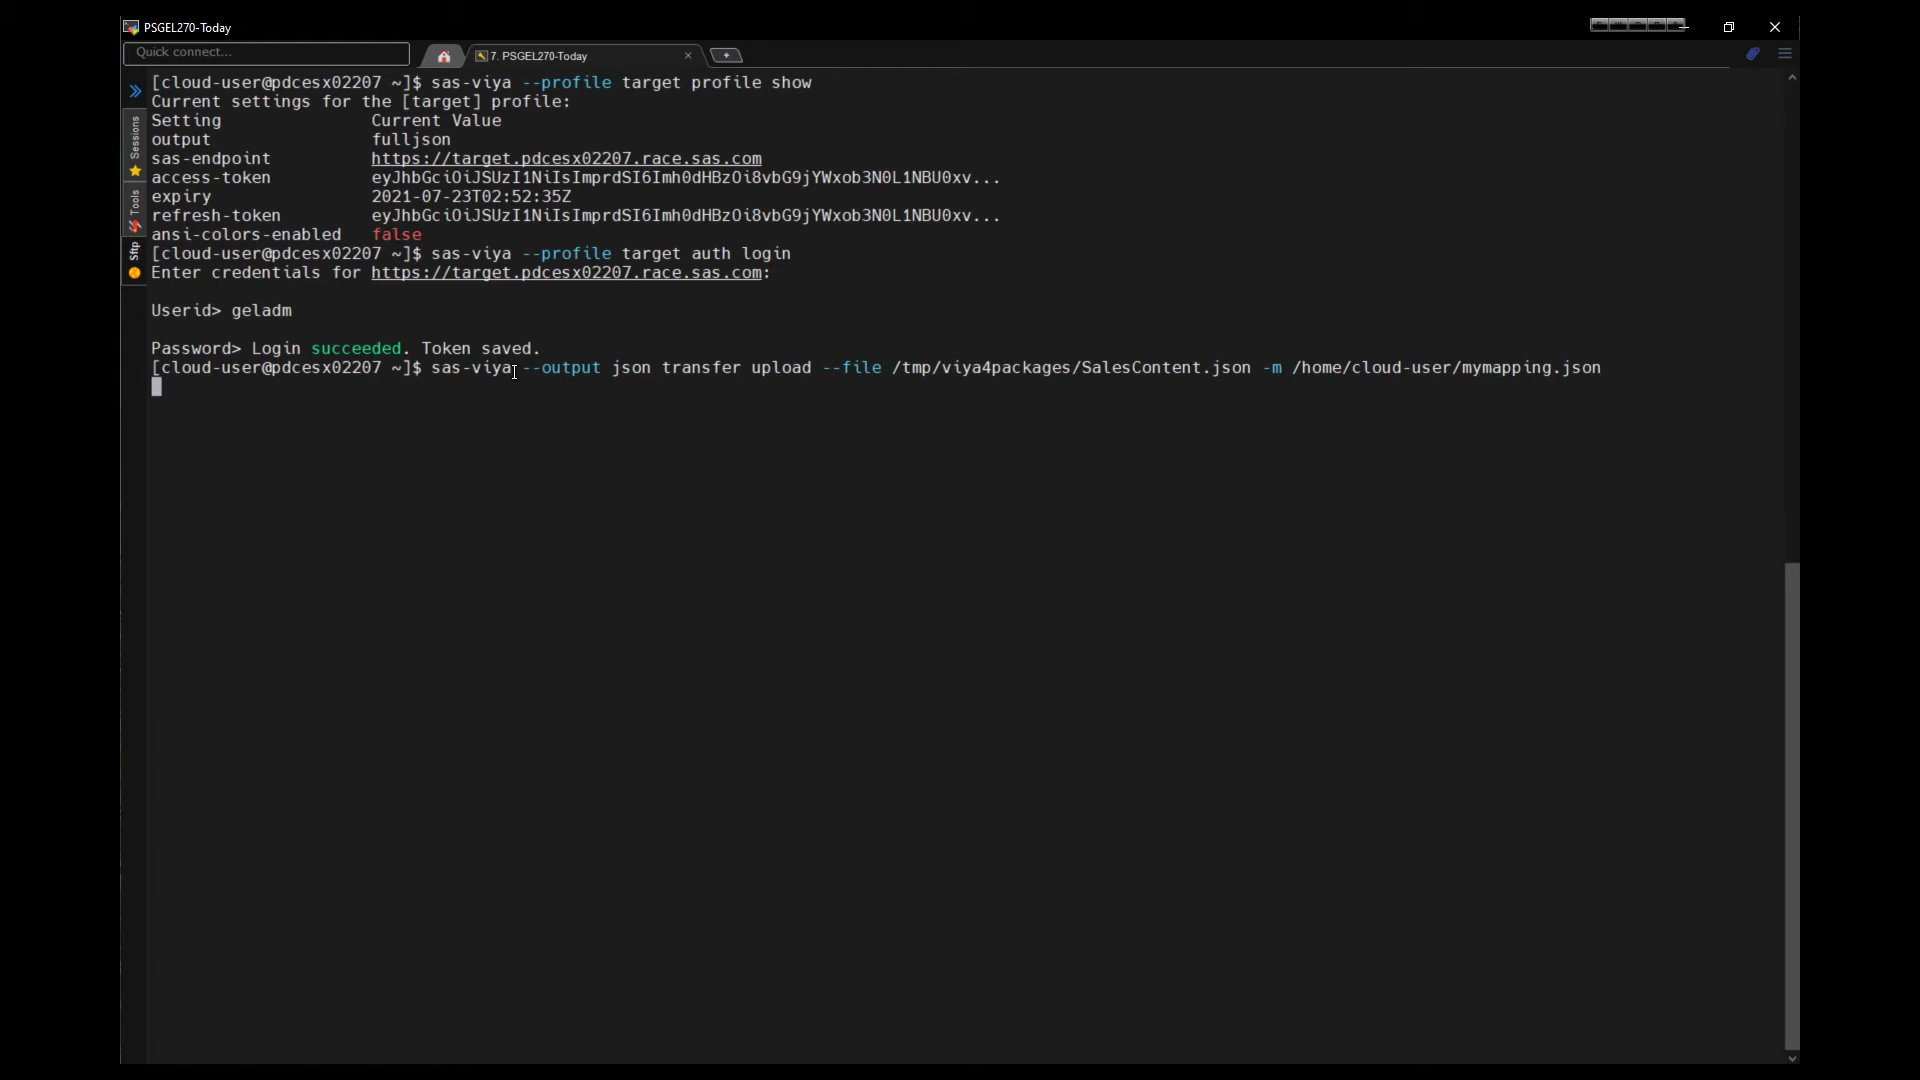 PSGEL270-Today
Quick connect...
7. PSGEL270-Today
Sessions
Tools
Sftp
[cloud-user@pdcesx02207 ~]$ sas-viya --profile target profile show
Current settings for the [target] profile:
Setting Current Value
output fulljson
sas-endpoint https://target.pdcesx02207.race.sas.com
access-token eyJhbGciOiJSUzI1NiIsImprdSI6Imh0dHBzOi8vbG9jYWxob3N0L1NBU0xv...
expiry 2021-07-23T02:52:35Z
refresh-token eyJhbGciOiJSUzI1NiIsImprdSI6Imh0dHBzOi8vbG9jYWxob3N0L1NBU0xv...
ansi-colors-enabled false
[cloud-user@pdcesx02207 ~]$ sas-viya --profile target auth login
Enter credentials for https://target.pdcesx02207.race.sas.com:
Userid> geladm
Password> Login succeeded. Token saved.
[cloud-user@pdcesx02207 ~]$ sas-viya --output json transfer upload --file /tmp/viya4packages/SalesContent.json -m /home/cloud-user/mymapping.json